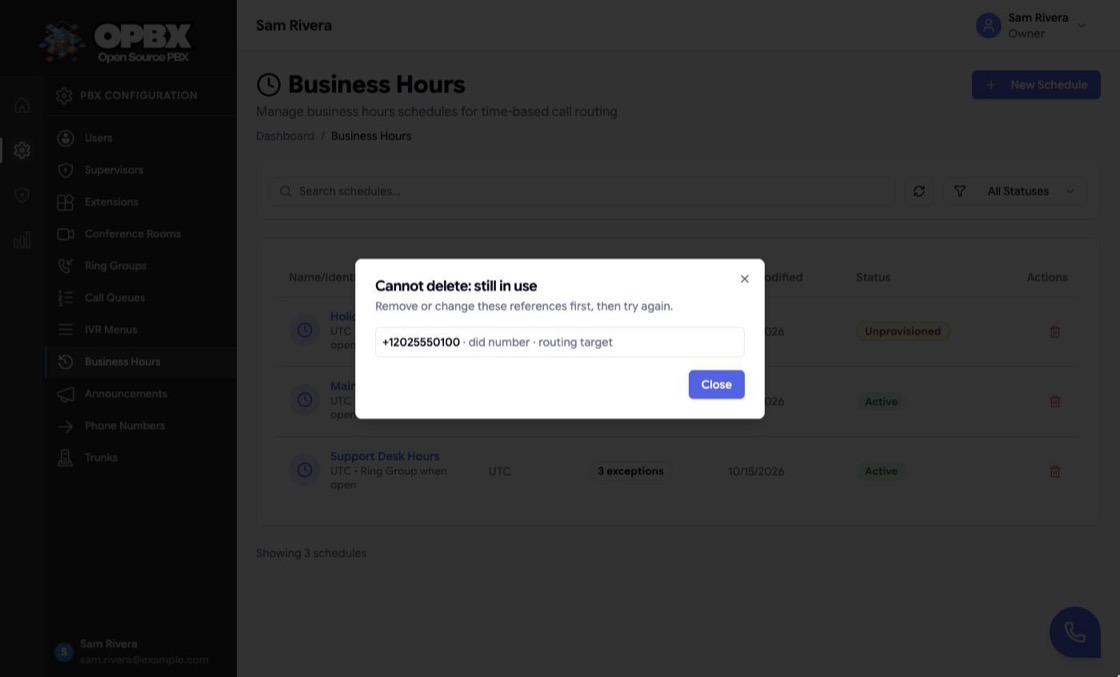 OPBX
Open Source PBX
PBX CONFIGURATION
Users
Supervisors
Extensions
Conference Rooms
Ring Groups
Call Queues
IVR Menus
Business Hours
Announcements
Phone Numbers
Trunks
S
Sam Rivera
sam.rivera@example.com
Sam Rivera
Sam Rivera
Owner
Business Hours
+ New Schedule
Manage business hours schedules for time-based call routing
Dashboard / Business Hours
Search schedules...
All Statuses
Status
Actions
UTC
Unprovisioned
UTC
Active
Support Desk Hours
UTC • Ring Group when
open
UTC
3 exceptions
10/15/2026
Active
Showing 3 schedules
Cannot delete: still in use
Remove or change these references first, then try again.
+12025550100 · did number · routing target
Close